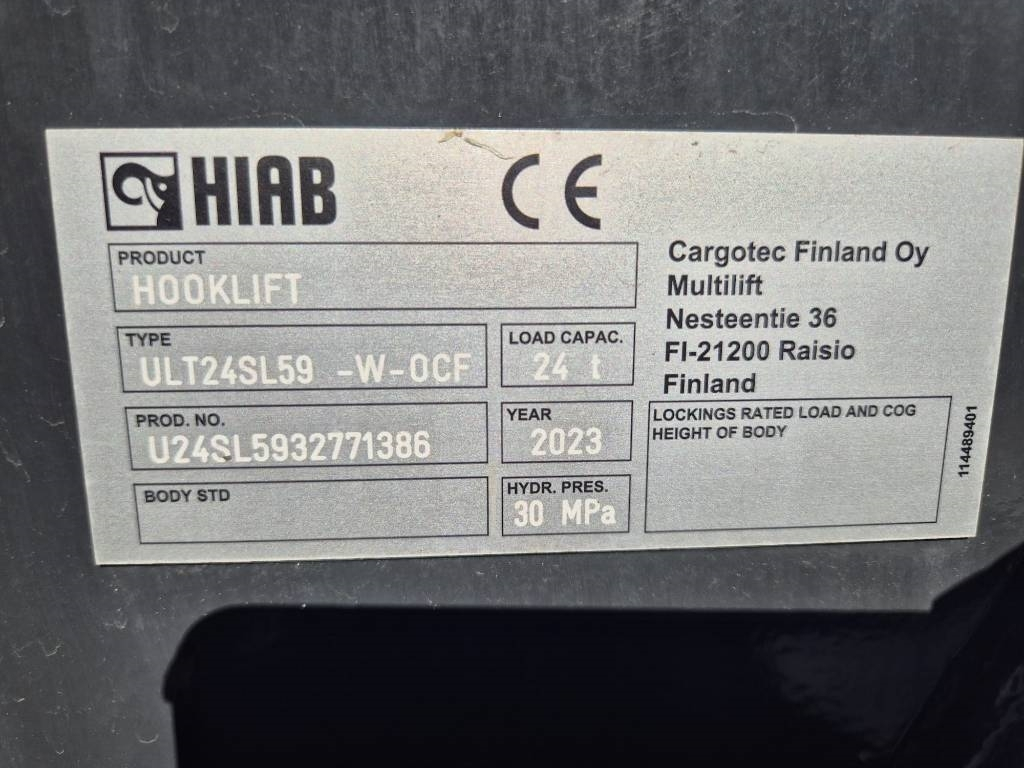 HIAB
CE
PRODUCT
HOOKLIFT
TYPE
ULT24SL59 -W-OCF
LOAD CAPAC.
24 t
PROD. NO.
U24SL5932771386
YEAR
2023
BODY STD
HYDR. PRES.
30 MPa
Cargotec Finland Oy
Multilift
Nesteentie 36
FI-21200 Raisio
Finland
LOCKINGS RATED LOAD AND COG
HEIGHT OF BODY
114489401